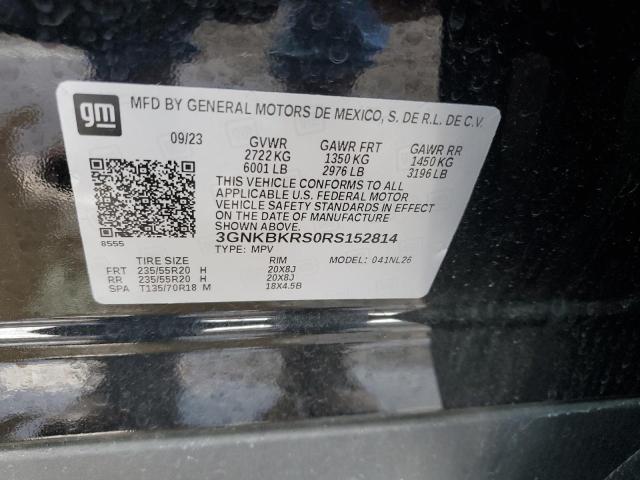 gm
MFD BY GENERAL MOTORS DE MEXICO, S. DE R.L. DE C.V.
09/23 GVWR GAWR FRT GAWR RR
2722 KG 1350 KG 1450 KG
6001 LB 2976 LB 3196 LB
THIS VEHICLE CONFORMS TO ALL
APPLICABLE U.S. FEDERAL MOTOR
VEHICLE SAFETY STANDARDS IN EFFECT
ON THE DATE OF MANUFACTURE
SHOWN ABOVE.
3GNKBKRS0RS152814
8555 TYPE: MPV
TIRE SIZE RIM MODEL: 041NL26
FRT 235/55R20 H 20X8J
RR 235/55R20 H 20X8J
SPA T135/70R18 M 18X4.5B